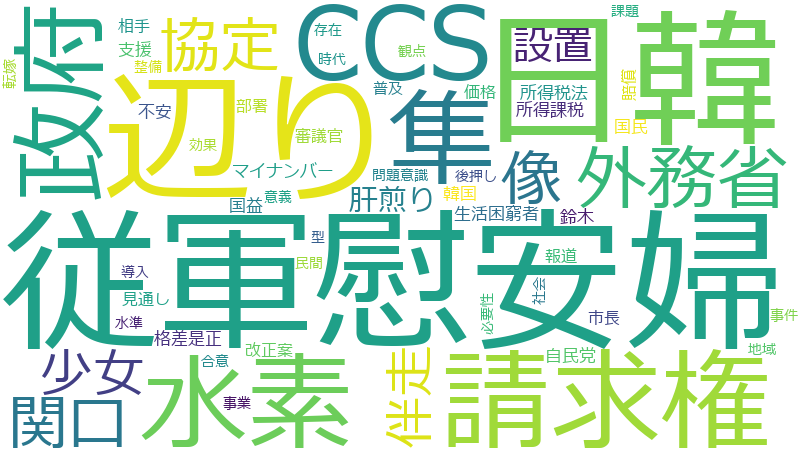 転嫁
政府
相手
支援
整備
協定
CCS
存在
時代
観点
普及
価格
設置
課題
所得税法
所得課税
賠償
国民
日韓
不安
部署
効果
審議官
辺り
隼
像
外務省
マイナンバー
国益
意義
問題意識
後押し
肝煎り
韓国
生活困窮者
鈴木
型
民間
従軍慰安婦
導入
見通し
水準
格差是正
合意
改正案
報道
社会
必要性
市長
事件
地域
自民党
少女
関口
事業
水素
伴走
請求権